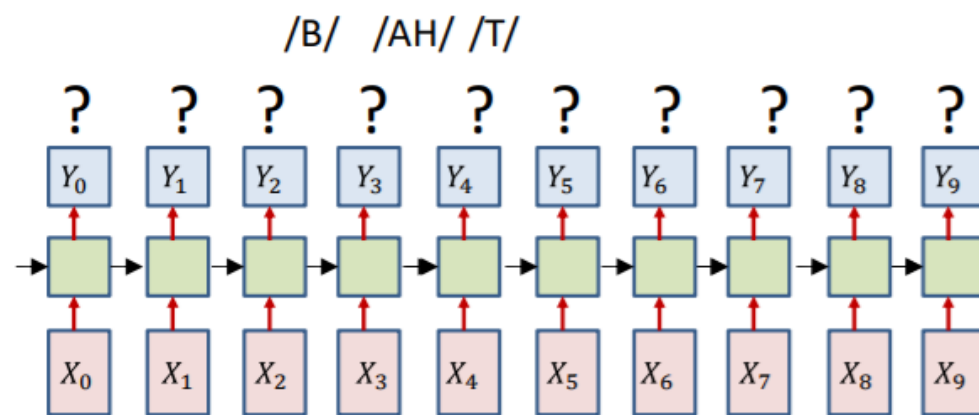 /B/ /AH/ /T/
? ? ? ? ? ? ? ? ? ?
Y₀ Y₁ Y₂ Y₃ Y₄ Y₅ Y₆ Y₇ Y₈ Y₉
X₀ X₁ X₂ X₃ X₄ X₅ X₆ X₇ X₈ X₉